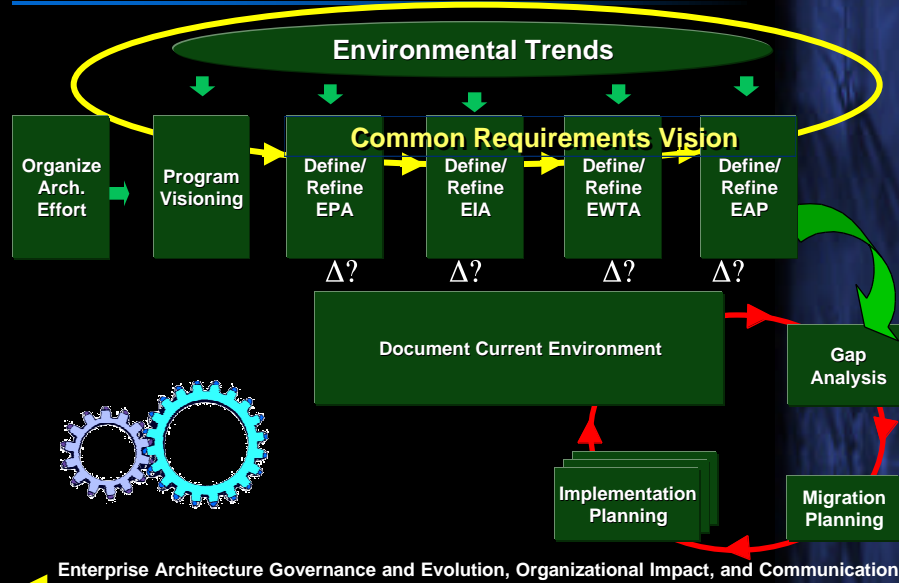 Environmental Trends
Common Requirements Vision
Organize
Arch.
Effort
Program
Visioning
Define/
Refine
EPA
Define/
Refine
EIA
Define/
Refine
EWTA
Define/
Refine
EAP
Δ?
Δ?
Δ?
Δ?
Document Current Environment
Gap
Analysis
Implementation
Planning
Migration
Planning
Enterprise Architecture Governance and Evolution, Organizational Impact, and Communication